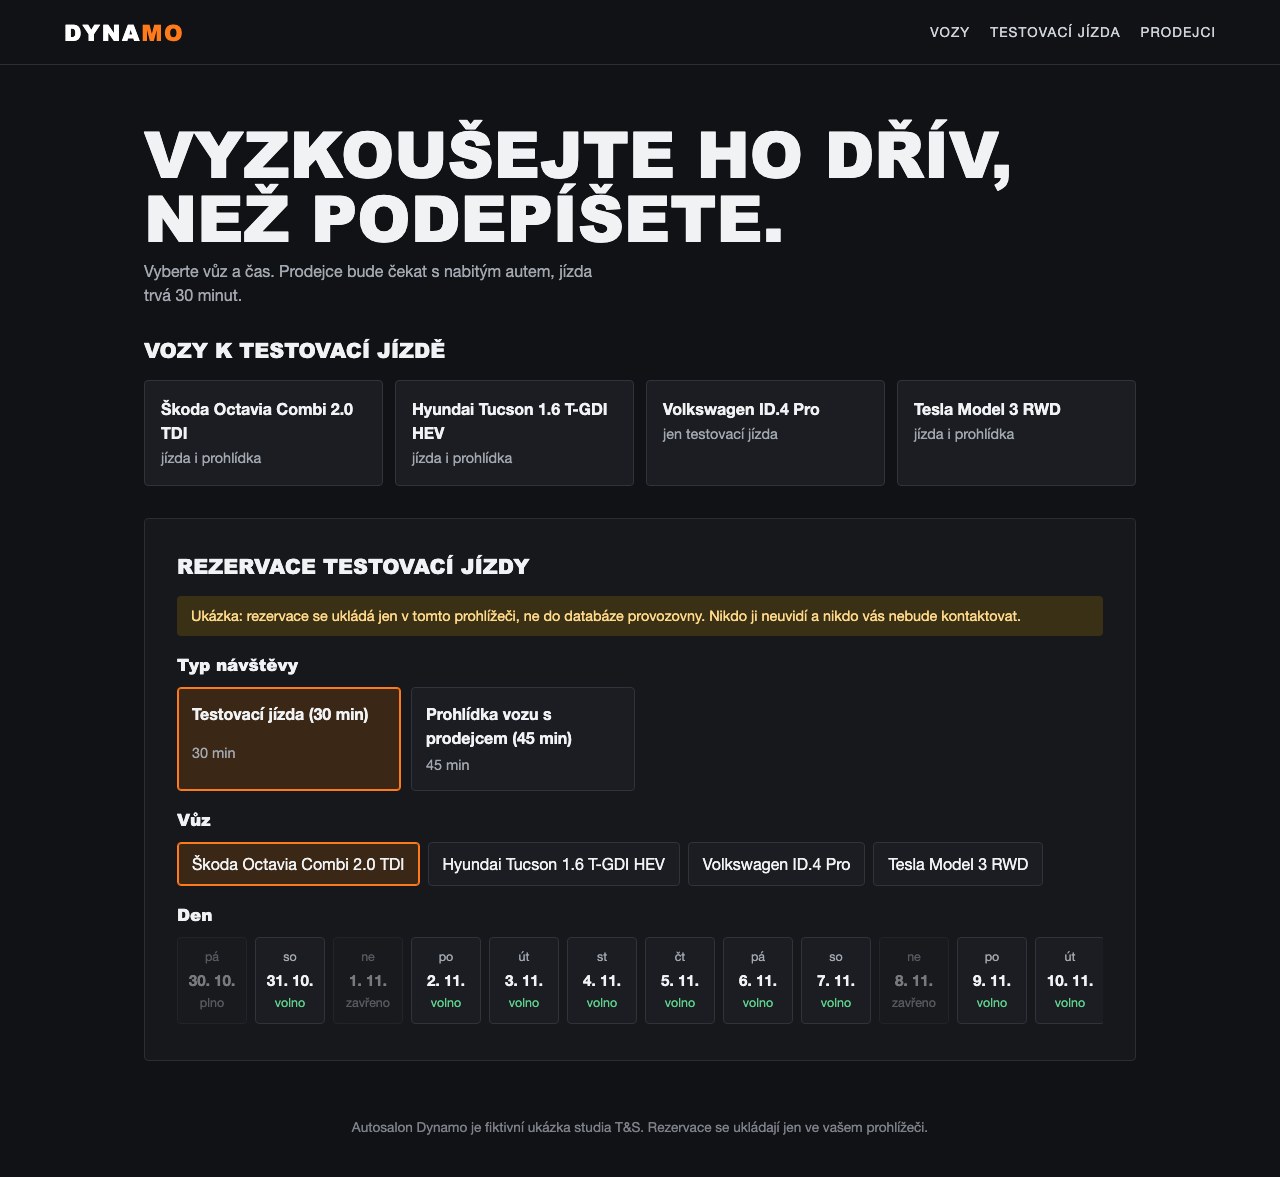 DYNAMO
VOZY TESTOVACÍ JÍZDA PRODEJCI
VYZKOUŠEJTE HO DŘÍV,
NEŽ PODEPÍŠETE.
Vyberte vůz a čas. Prodejce bude čekat s nabitým autem, jízda
trvá 30 minut.
VOZY K TESTOVACÍ JÍZDĚ
Škoda Octavia Combi 2.0
TDI
jízda i prohlídka
Hyundai Tucson 1.6 T-GDI
HEV
jízda i prohlídka
Volkswagen ID.4 Pro
jen testovací jízda
Tesla Model 3 RWD
jízda i prohlídka
REZERVACE TESTOVACÍ JÍZDY
Ukázka: rezervace se ukládá jen v tomto prohlížeči, ne do databáze provozovny. Nikdo ji neuvidí a nikdo vás nebude kontaktovat.
Typ návštěvy
Testovací jízda (30 min)
30 min
Prohlídka vozu s
prodejcem (45 min)
45 min
Vůz
Škoda Octavia Combi 2.0 TDI
Hyundai Tucson 1.6 T-GDI HEV
Volkswagen ID.4 Pro
Tesla Model 3 RWD
Den
pá
30. 10.
plno
so
31. 10.
volno
ne
1. 11.
zavřeno
po
2. 11.
volno
út
3. 11.
volno
st
4. 11.
volno
čt
5. 11.
volno
pá
6. 11.
volno
so
7. 11.
volno
ne
8. 11.
zavřeno
po
9. 11.
volno
út
10. 11.
volno
Autosalon Dynamo je fiktivní ukázka studia T&S. Rezervace se ukládají jen ve vašem prohlížeči.